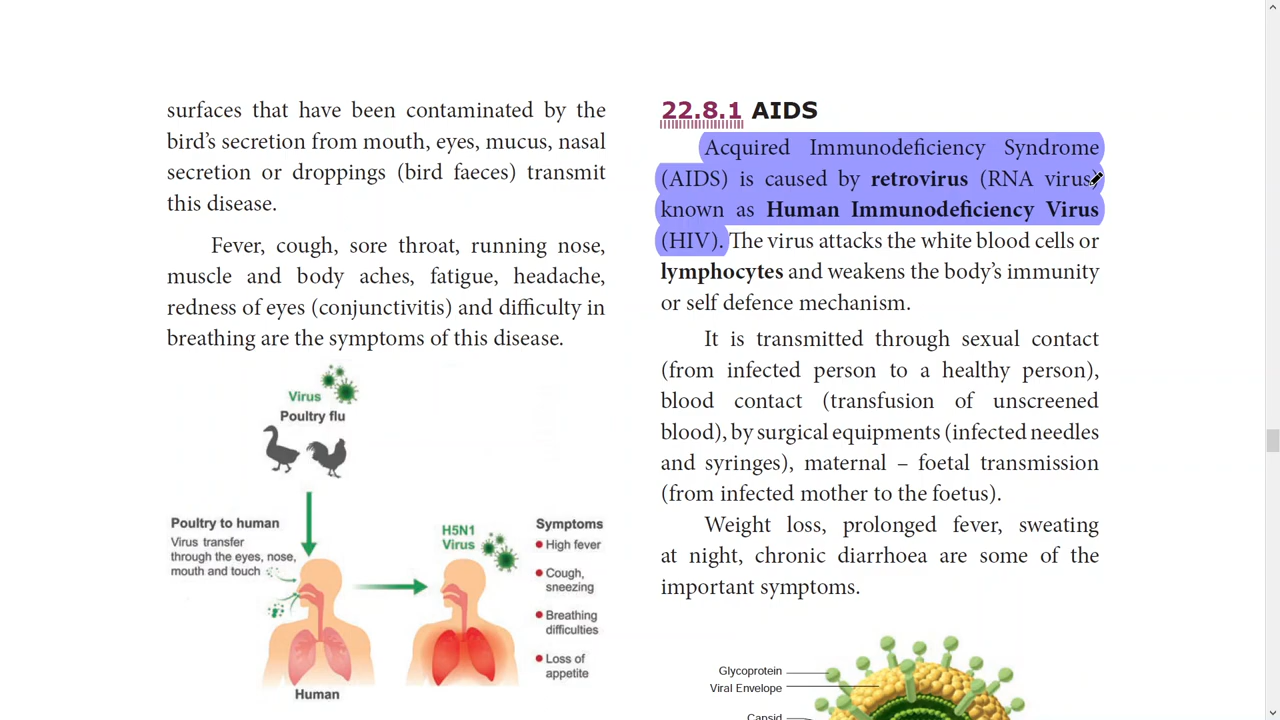 surfaces that have been contaminated by the
bird’s secretion from mouth, eyes, mucus, nasal
secretion or droppings (bird faeces) transmit
this disease.
Fever, cough, sore throat, running nose,
muscle and body aches, fatigue, headache,
redness of eyes (conjunctivitis) and difficulty in
breathing are the symptoms of this disease.
Virus
Poultry flu
Poultry to human
Virus transfer
through the eyes, nose,
mouth and touch
H5N1
Virus
Symptoms
High fever
Cough,
sneezing
Breathing
difficulties
Loss of
appetite
Human
22.8.1 AIDS
Acquired Immunodeficiency Syndrome
(AIDS) is caused by retrovirus (RNA virus)
known as Human Immunodeficiency Virus
(HIV). The virus attacks the white blood cells or
lymphocytes and weakens the body’s immunity
or self defence mechanism.
It is transmitted through sexual contact
(from infected person to a healthy person),
blood contact (transfusion of unscreened
blood), by surgical equipments (infected needles
and syringes), maternal – foetal transmission
(from infected mother to the foetus).
Weight loss, prolonged fever, sweating
at night, chronic diarrhoea are some of the
important symptoms.
Glycoprotein
Viral Envelope
Capsid